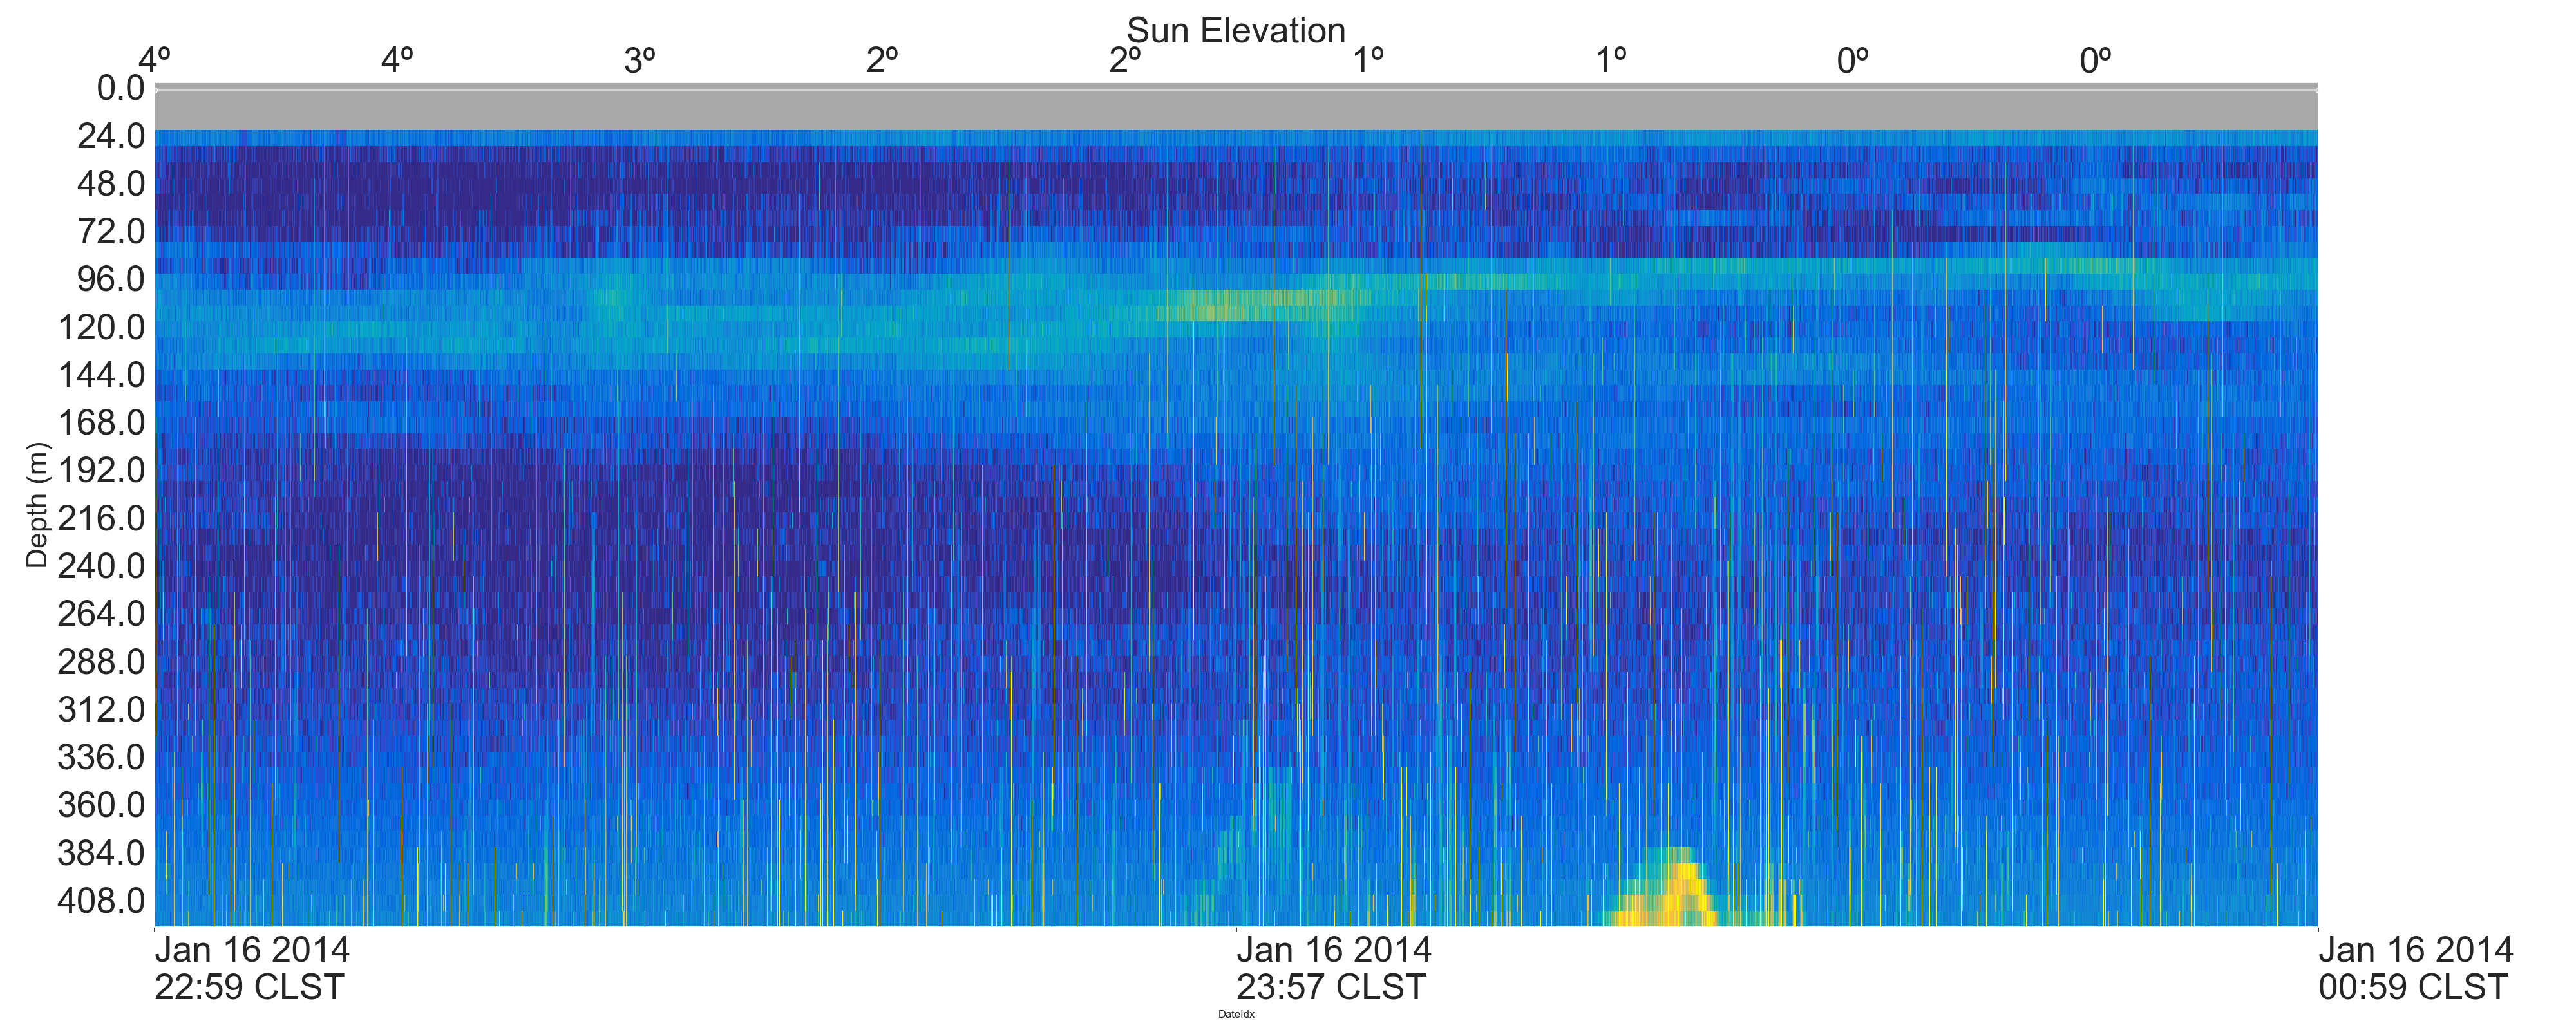 Sun Elevation
4º 4º 3º 2º 2º 1º 1º 0º 0º
0.0
24.0
48.0
72.0
96.0
120.0
144.0
168.0
192.0
216.0
240.0
264.0
288.0
312.0
336.0
360.0
384.0
408.0
Depth (m)
Jan 16 2014
22:59 CLST
Jan 16 2014
23:57 CLST
Jan 16 2014
00:59 CLST
DateIdx